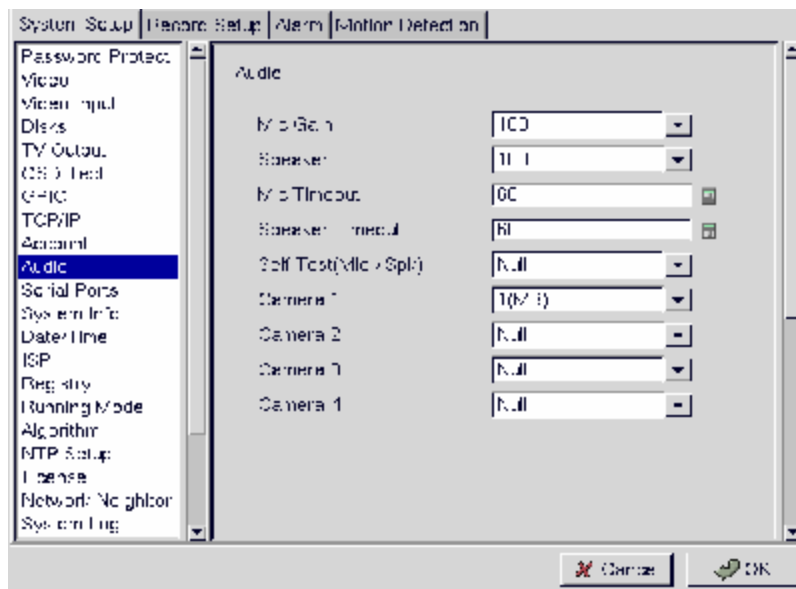 System Setup
Record Setup
Alarm
Motion Detection
Password Protect
Video
Video Input
Disks
TV Output
OSD Text
GPIO
TCP/IP
Account
Audio
Serial Ports
System Info
Date/Time
ISP
Registry
Running Mode
Algorithm
NTP Setup
License
Network Neighbor
System Log
Audio
Mic Gain
100
Speaker
100
Mic Timeout
60
Speaker Timeout
60
Self Test(Mic > Spk)
Null
Camera 1
Camera 2
Null
Camera 3
Null
Camera 4
Null
Cancel
OK